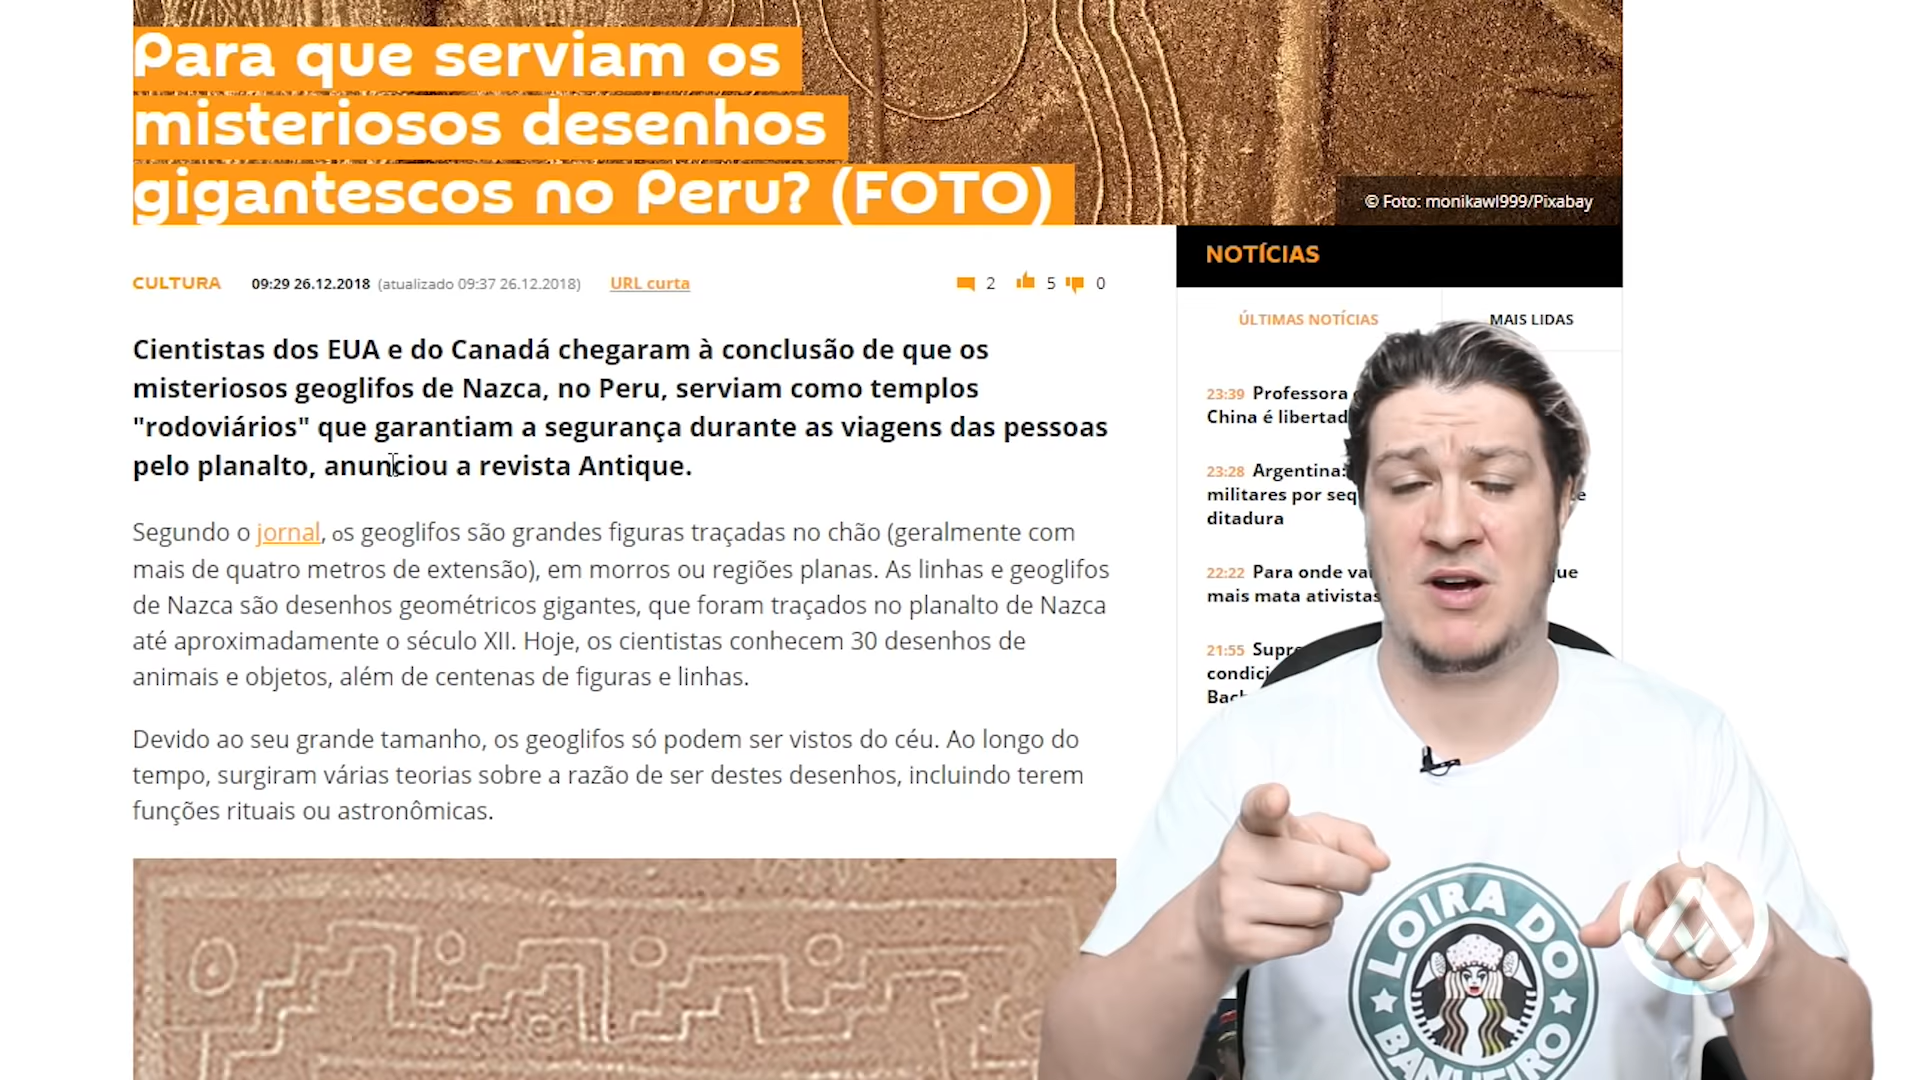 Para que serviam os
misteriosos desenhos
gigantescos no Peru? (FOTO)
© Foto: monikawl999/Pixabay
CULTURA 09:29 26.12.2018 (atualizado 09:37 26.12.2018) URL curta 2 5 0
Cientistas dos EUA e do Canadá chegaram à conclusão de que os
misteriosos geoglifos de Nazca, no Peru, serviam como templos
"rodoviários" que garantiam a segurança durante as viagens das pessoas
pelo planalto, anunciou a revista Antique.
Segundo o jornal, os geoglifos são grandes figuras traçadas no chão (geralmente com
mais de quatro metros de extensão), em morros ou regiões planas. As linhas e geoglifos
de Nazca são desenhos geométricos gigantes, que foram traçados no planalto de Nazca
até aproximadamente o século XII. Hoje, os cientistas conhecem 30 desenhos de
animais e objetos, além de centenas de figuras e linhas.
Devido ao seu grande tamanho, os geoglifos só podem ser vistos do céu. Ao longo do
tempo, surgiram várias teorias sobre a razão de ser destes desenhos, incluindo terem
funções rituais ou astronômicas.
NOTÍCIAS
ÚLTIMAS NOTÍCIAS MAIS LIDAS
23:39 Professora
China é
23:28 Argentina:
militares por
ditadura
22:22 Para onde
mais mata ativistas
21:55
LOIRA DO
BANHEIRO